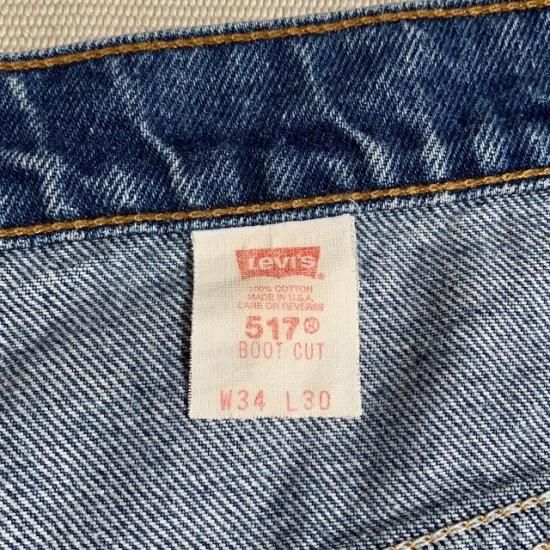 Levi's®
100% COTTON
MADE IN U.S.A.
CARE ON REVERSE
517®
BOOT CUT
W34 L30